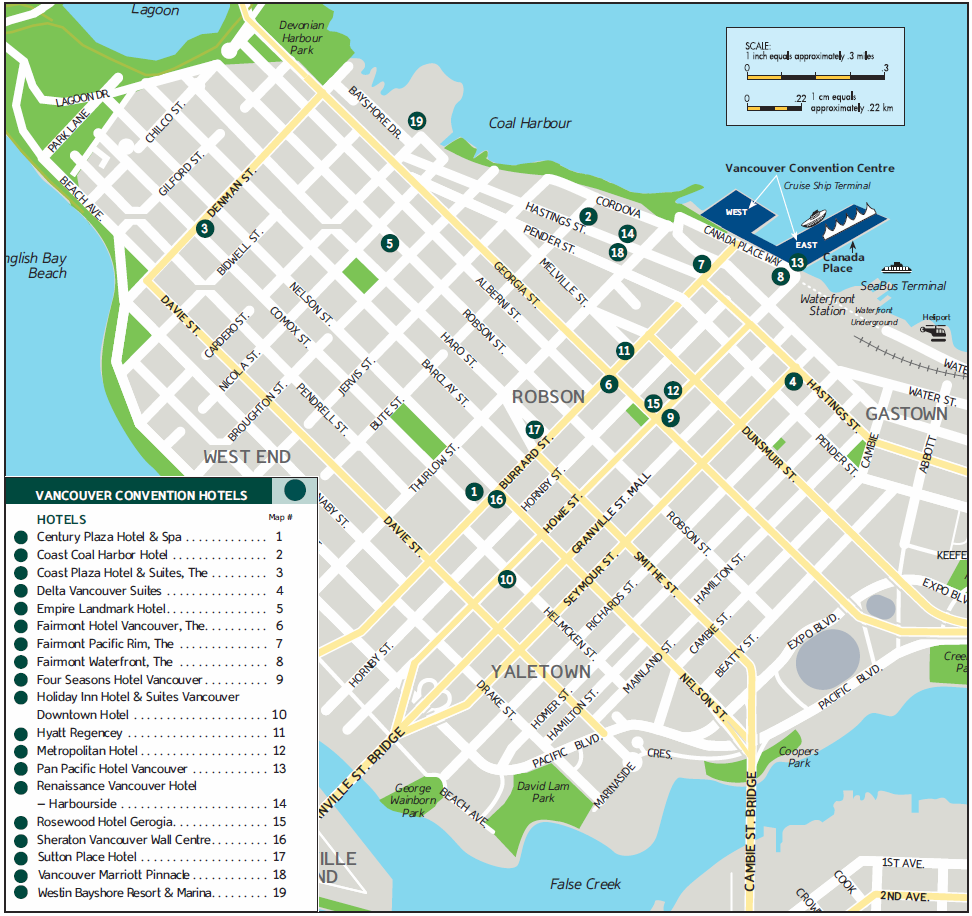 Lagoon
Devonian
Harbour
Park
LAGOON DR.
PARK LANE
CHILCO ST.
BAYSHORE DR.
19
Coal Harbour
SCALE:
1 inch equals approximately .3 miles
0 .3
0 .22 1 cm equals
approximately .22 km
GILFORD ST.
BEACH AVE.
DENMAN ST.
3
5
BIDWELL ST.
nglish Bay
Beach
CORDOVA
HASTINGS ST.
2
14
PENDER ST.
18
MELVILLE ST.
Vancouver Convention Centre
Cruise Ship Terminal
WEST
EAST
CANADA PLACE WAY
13
7
8
Canada
Place
SeaBus Terminal
Waterfront
Station
Waterfront
Underground
Heliport
WATE
DAVIE ST.
NELSON ST.
COMOX ST.
CARDERO ST.
NICOLA ST.
GEORGIA ST.
ALBERNI ST.
ROBSON ST.
HARO ST.
BARCLAY ST.
JERVIS ST.
BROUGHTON ST.
PENDRELL ST.
BUTE ST.
11
6
ROBSON
12
15
9
4
HASTINGS ST.
WATER ST.
GASTOWN
CAMBIE
ABBOTT
PENDER ST.
DUNSMUIR ST.
WEST END
THURLOW ST.
17
BURRARD ST.
1
16
HORNBY ST.
HOWE ST.
GRANVILLE ST. MALL
ROBSON ST.
NABY ST.
DAVIE ST.
10
SEYMOUR ST.
SMITHE ST.
HAMILTON ST.
RICHARDS ST.
HELMCKEN ST.
KEEFE
EXPO BLV
EXPO BLVD.
CAMBIE ST.
BEATTY ST.
MAINLAND ST.
PACIFIC BLVD.
Cree
Pa
YALETOWN
HORNBY ST.
DRAKE ST.
HOMER ST.
HAMILTON ST.
NELSON ST.
PACIFIC BLVD.
CRES.
MARINASIDE
Coopers
Park
NVILLE ST. BRIDGE
George
Wainborn
Park
BEACH AVE.
David Lam
Park
CAMBIE ST. BRIDGE
ILLE
ND
False Creek
1ST AVE.
COOK
2ND AVE.
CROW
VANCOUVER CONVENTION HOTELS
HOTELS Map #
Century Plaza Hotel & Spa . . . . . . . . . . . 1
Coast Coal Harbor Hotel . . . . . . . . . . . . . 2
Coast Plaza Hotel & Suites, The . . . . . . . . . 3
Delta Vancouver Suites . . . . . . . . . . . . . . 4
Empire Landmark Hotel . . . . . . . . . . . . . . 5
Fairmont Hotel Vancouver, The. . . . . . . . . 6
Fairmont Pacific Rim, The . . . . . . . . . . . . 7
Fairmont Waterfront, The . . . . . . . . . . . . 8
Four Seasons Hotel Vancouver . . . . . . . . . 9
Holiday Inn Hotel & Suites Vancouver
Downtown Hotel . . . . . . . . . . . . . . . . . . 10
Hyatt Regencey . . . . . . . . . . . . . . . . . . . 11
Metropolitan Hotel . . . . . . . . . . . . . . . . . 12
Pan Pacific Hotel Vancouver . . . . . . . . . . . 13
Renaissance Vancouver Hotel
– Harbourside . . . . . . . . . . . . . . . . . . . . 14
Rosewood Hotel Gerogia. . . . . . . . . . . . . . 15
Sheraton Vancouver Wall Centre. . . . . . . . 16
Sutton Place Hotel . . . . . . . . . . . . . . . . . 17
Vancouver Marriott Pinnacle . . . . . . . . . . 18
Westin Bayshore Resort & Marina. . . . . . . . 19